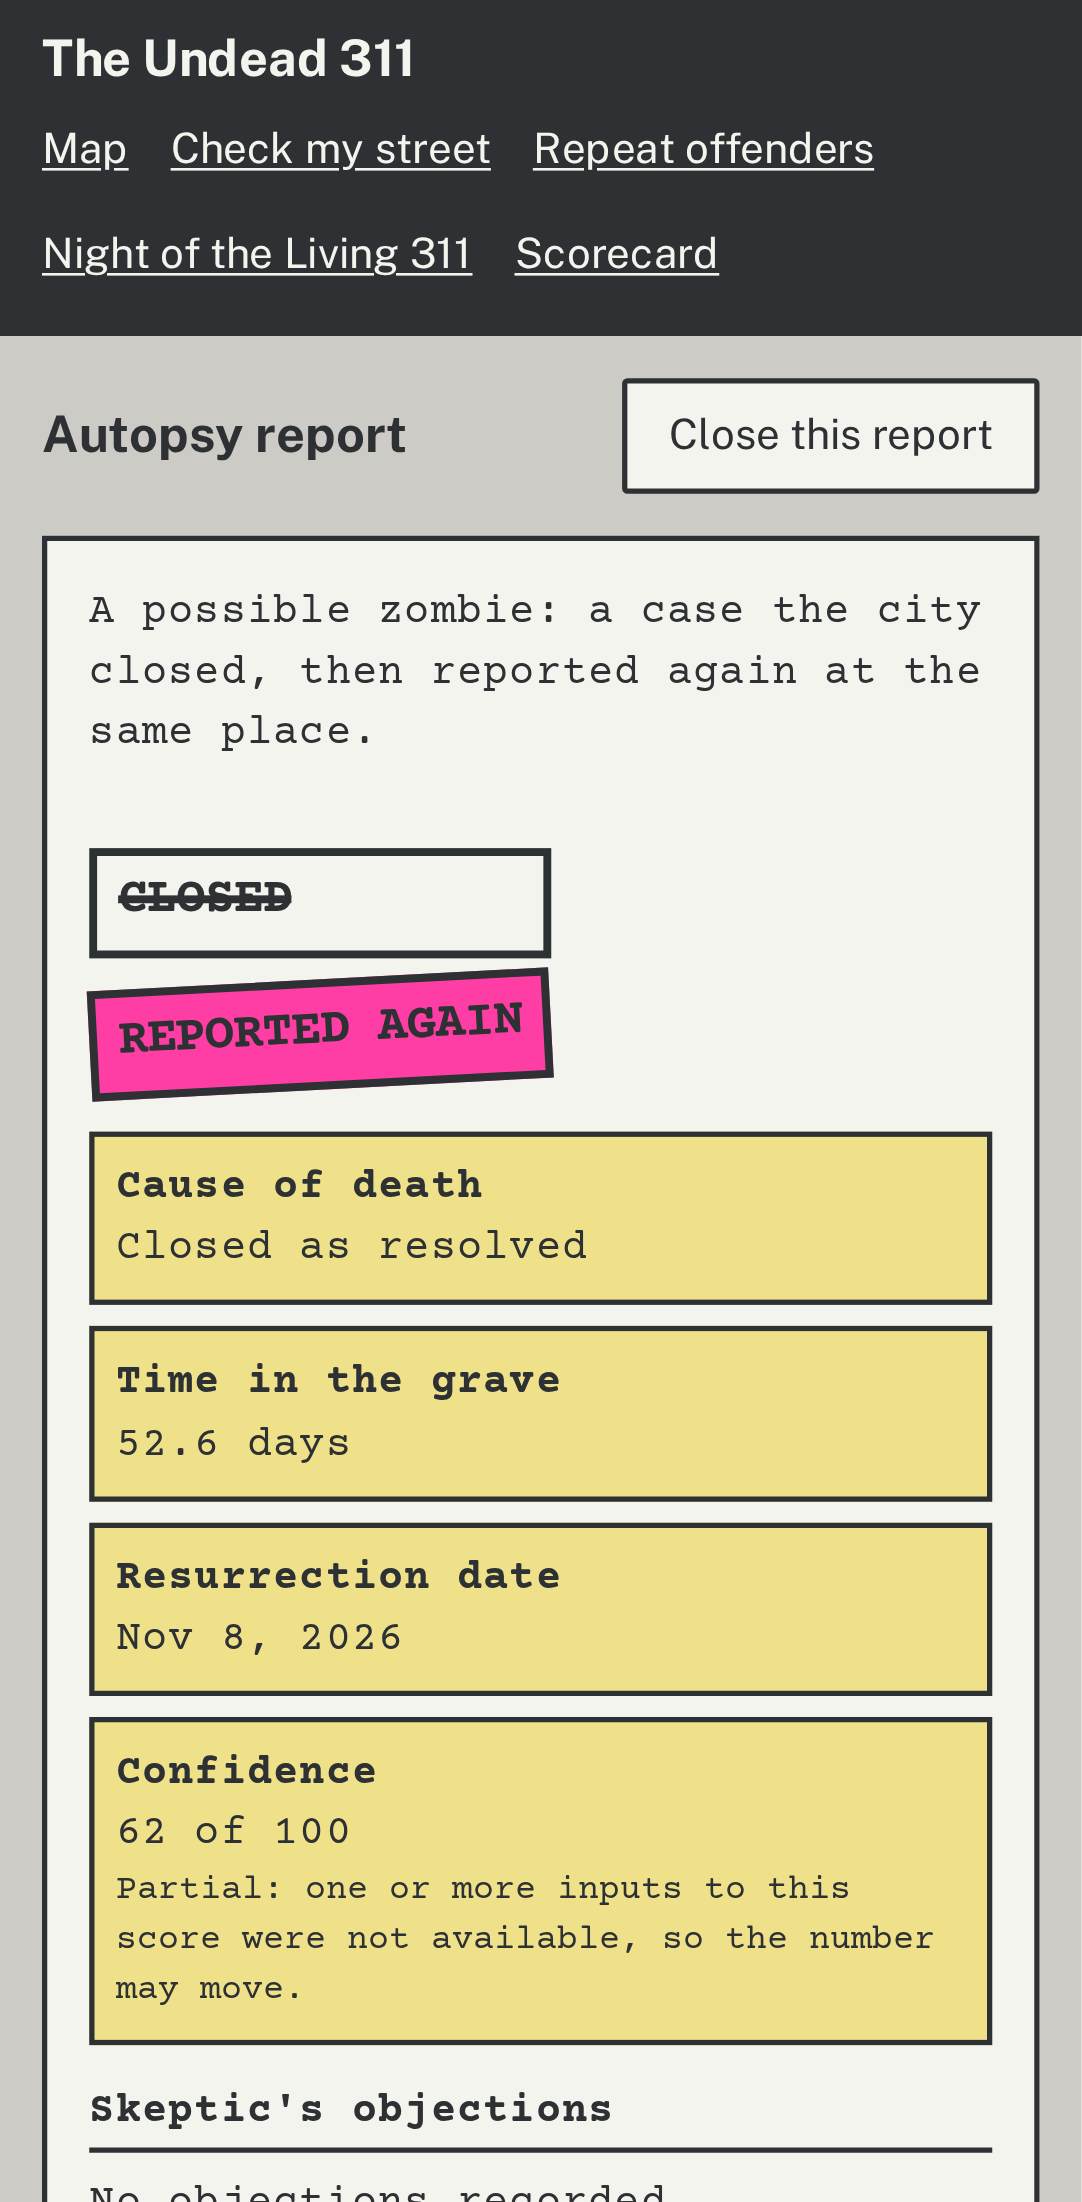 The Undead 311
Map Check my street Repeat offenders
Night of the Living 311 Scorecard
Autopsy report
Close this report
A possible zombie: a case the city
closed, then reported again at the
same place.
CLOSED
REPORTED AGAIN
Cause of death
Closed as resolved
Time in the grave
52.6 days
Resurrection date
Nov 8, 2026
Confidence
62 of 100
Partial: one or more inputs to this
score were not available, so the number
may move.
Skeptic's objections
No objections recorded